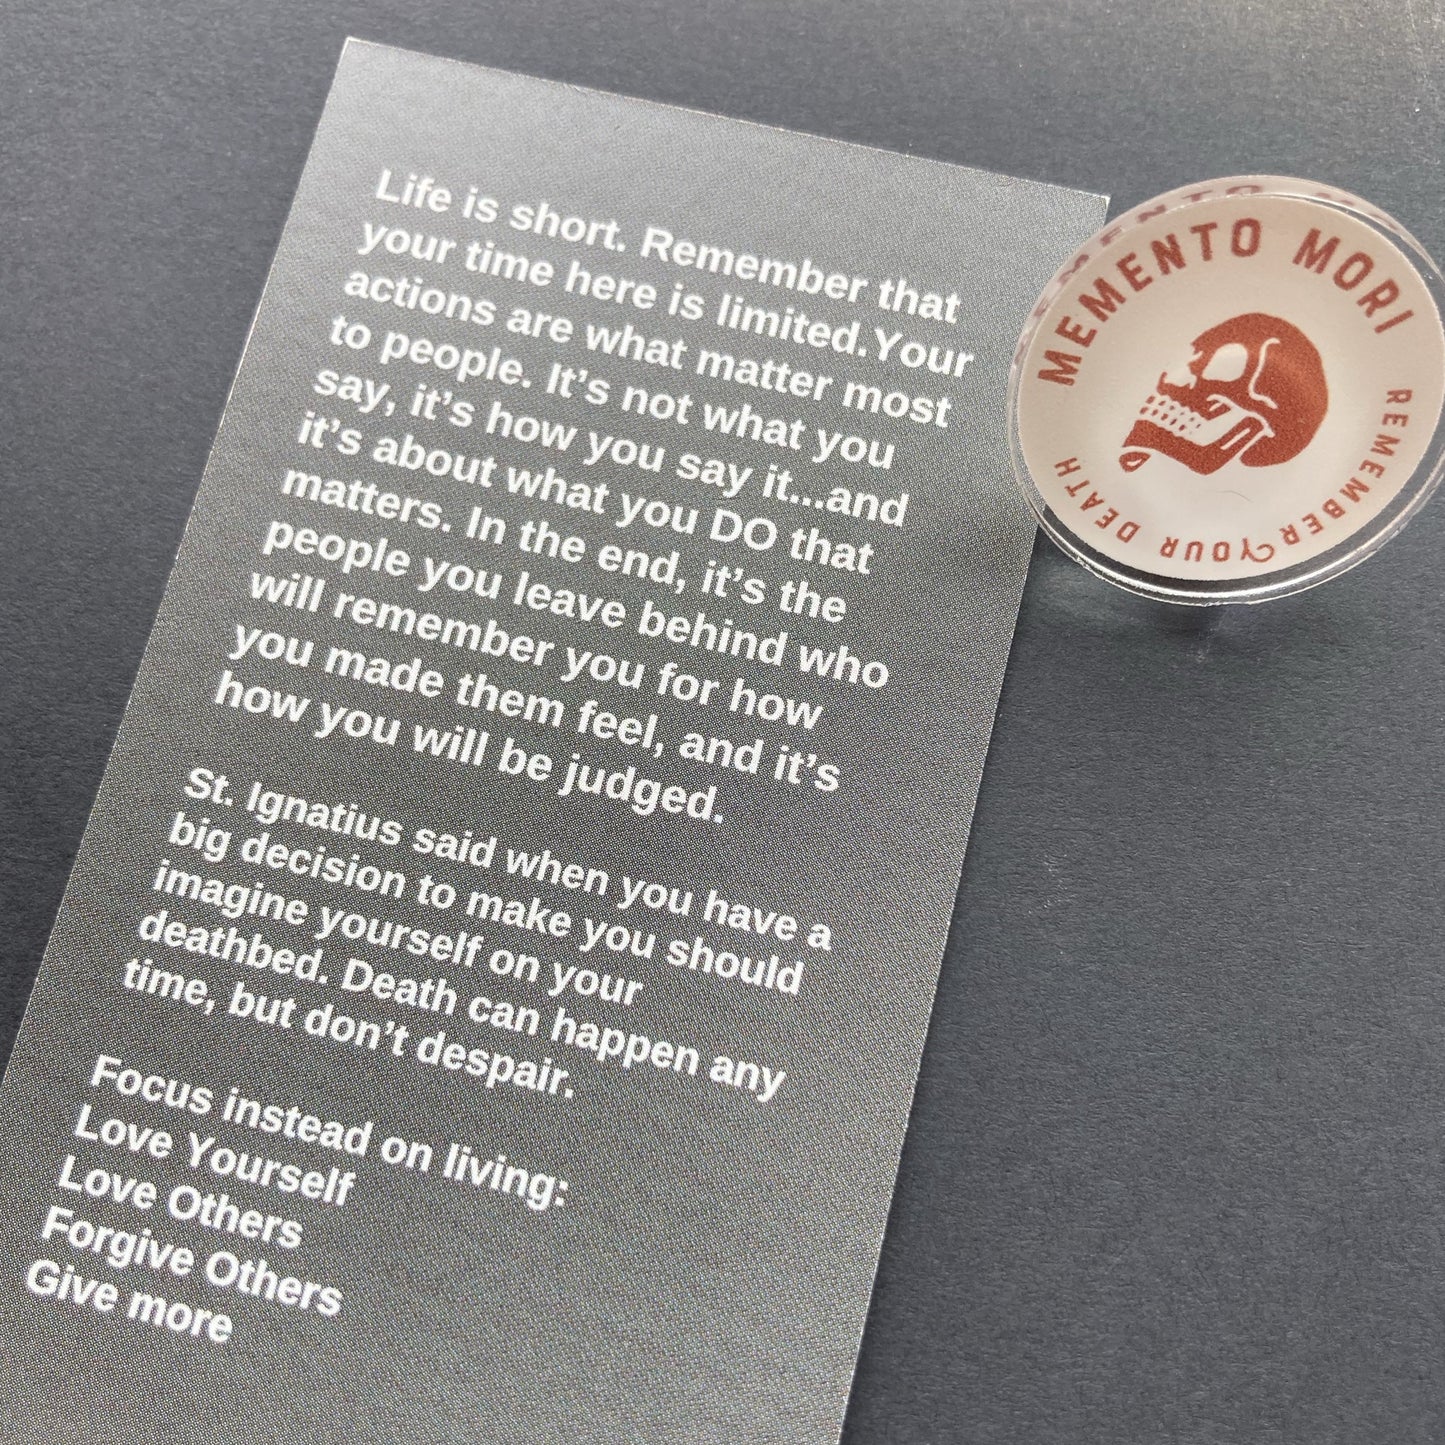 Life is short. Remember that
your time here is limited.Your
actions are what matter most
to people. It’s not what you
say, it’s how you say it...and
it’s about what you DO that
matters. In the end, it’s the
people you leave behind who
will remember you for how
you made them feel, and it’s
how you will be judged.
St. Ignatius said when you have a
big decision to make you should
imagine yourself on your
deathbed. Death can happen any
time, but don’t despair.
Focus instead on living:
Love Yourself
Love Others
Forgive Others
Give more
MEMENTO MORI
REMEMBER YOUR DEATH